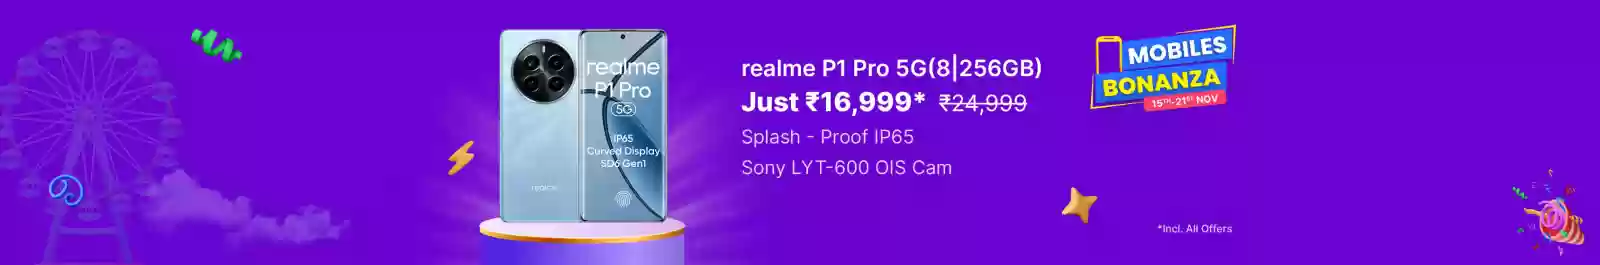 realme
P1 Pro
5G
IP65
Curved Display
SD6 Gen1
realme
realme P1 Pro 5G(8|256GB)
Just ₹16,999* ₹24,999
Splash - Proof IP65
Sony LYT-600 OIS Cam
MOBILES
BONANZA
15TH-21ST NOV
*Incl. All Offers